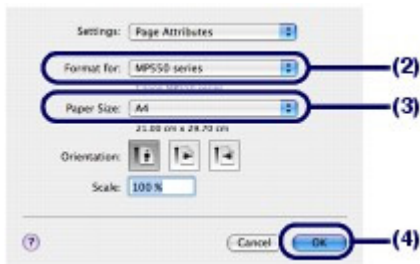 Settings: Page Attributes
Format for: MP550 series (2)
Paper Size: A4 (3)
21.00 cm x 29.70 cm
Orientation:
Scale: 100 %
? Cancel OK (4)